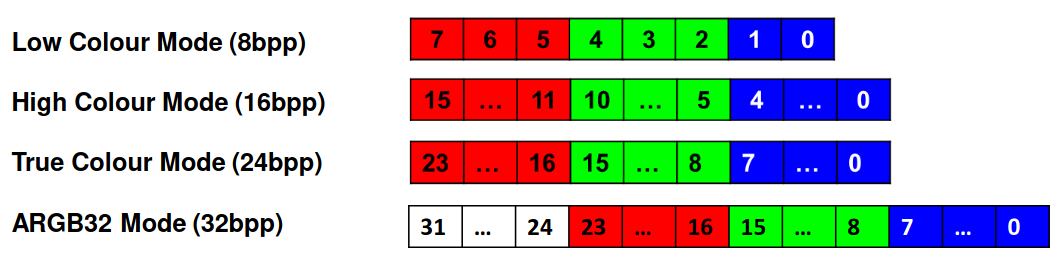 Low Colour Mode (8bpp) 7 6 5 4 3 2 1 0
High Colour Mode (16bpp) 15 ... 11 10 ... 5 4 ... 0
True Colour Mode (24bpp) 23 ... 16 15 ... 8 7 ... 0
ARGB32 Mode (32bpp) 31 ... 24 23 ... 16 15 ... 8 7 ... 0